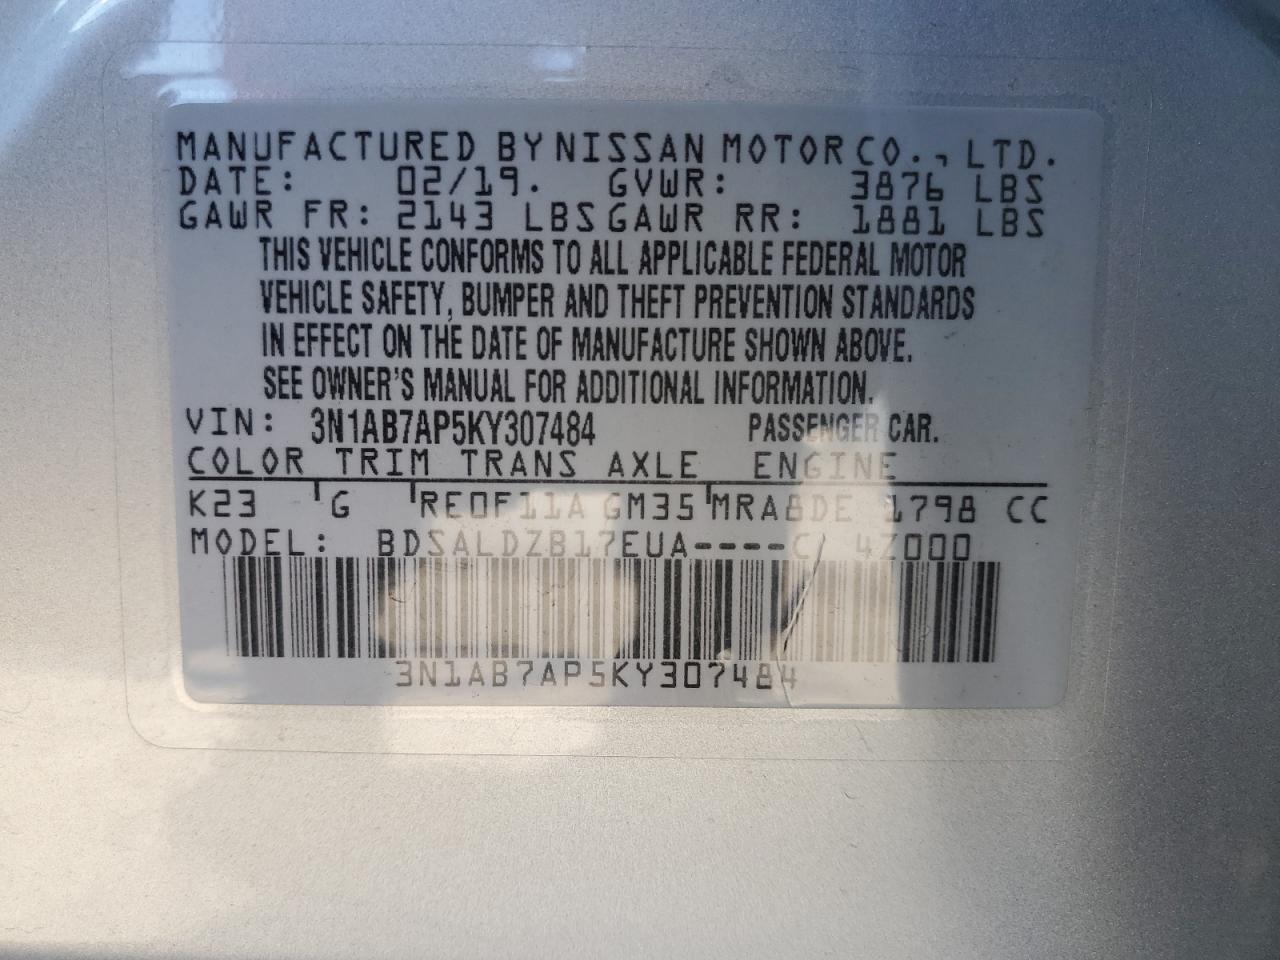 MANUFACTURED BY NISSAN MOTOR CO., LTD.
DATE: 02/19. GVWR: 3876 LBS
GAWR FR: 2143 LBS GAWR RR: 1881 LBS
THIS VEHICLE CONFORMS TO ALL APPLICABLE FEDERAL MOTOR
VEHICLE SAFETY, BUMPER AND THEFT PREVENTION STANDARDS
IN EFFECT ON THE DATE OF MANUFACTURE SHOWN ABOVE.
SEE OWNER'S MANUAL FOR ADDITIONAL INFORMATION.
VIN: 3N1AB7AP5KY307484 PASSENGER CAR.
COLOR TRIM TRANS AXLE ENGINE
K23 G RE0F11A GM35 MRA8DE 1798 CC
MODEL: BDSALDZB17EUA----C 4Z000
3N1AB7AP5KY307484